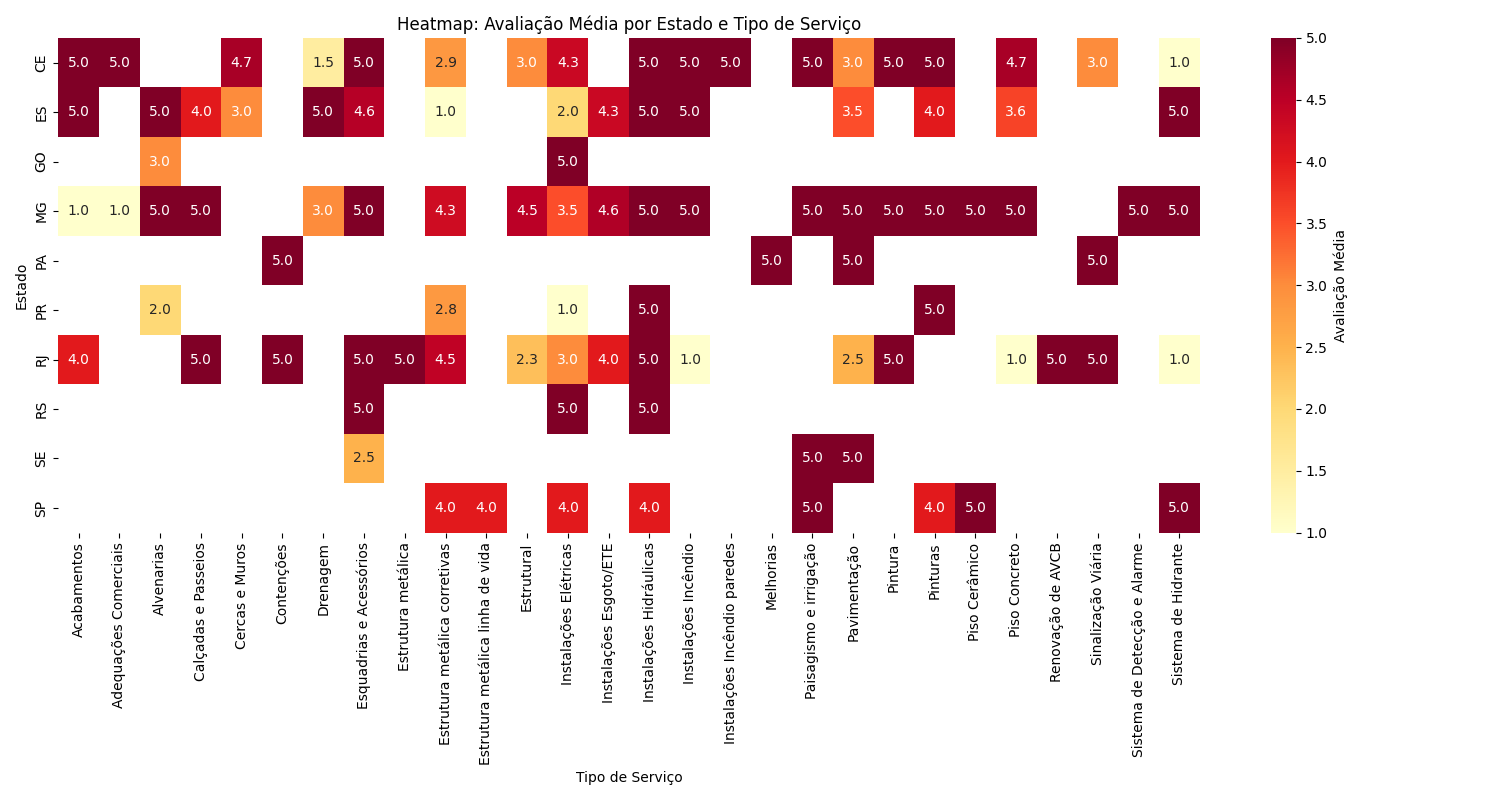 Heatmap: Avaliação Média por Estado e Tipo de Serviço
CE 5.0 5.0 4.7 1.5 5.0 2.9 3.0 4.3 5.0 5.0 5.0 5.0 3.0 5.0 5.0 4.7 3.0 1.0
ES 5.0 5.0 4.0 3.0 5.0 4.6 1.0 2.0 4.3 5.0 5.0 3.5 4.0 3.6 5.0
GO 3.0 5.0
MG 1.0 1.0 5.0 5.0 3.0 5.0 4.3 4.5 3.5 4.6 5.0 5.0 5.0 5.0 5.0 5.0 5.0 5.0 5.0 5.0
PA 5.0 5.0 5.0 5.0
PR 2.0 2.8 1.0 5.0 5.0
RJ 4.0 5.0 5.0 5.0 5.0 4.5 2.3 3.0 4.0 5.0 1.0 2.5 5.0 1.0 5.0 5.0 1.0
RS 5.0 5.0 5.0
SE 2.5 5.0 5.0
SP 4.0 4.0 4.0 4.0 5.0 4.0 5.0 5.0
Estado
Acabamentos
Adequações Comerciais
Alvenarias
Calçadas e Passeios
Cercas e Muros
Contenções
Drenagem
Esquadrias e Acessórios
Estrutura metálica
Estrutura metálica corretivas
Estrutura metálica linha de vida
Estrutural
Instalações Elétricas
Instalações Esgoto/ETE
Instalações Hidráulicas
Instalações Incêndio
Instalações Incêndio paredes
Melhorias
Paisagismo e irrigação
Pavimentação
Pintura
Pinturas
Piso Cerâmico
Piso Concreto
Renovação de AVCB
Sinalização Viária
Sistema de Detecção e Alarme
Sistema de Hidrante
Tipo de Serviço
5.0
4.5
4.0
3.5
3.0
2.5
2.0
1.5
1.0
Avaliação Média